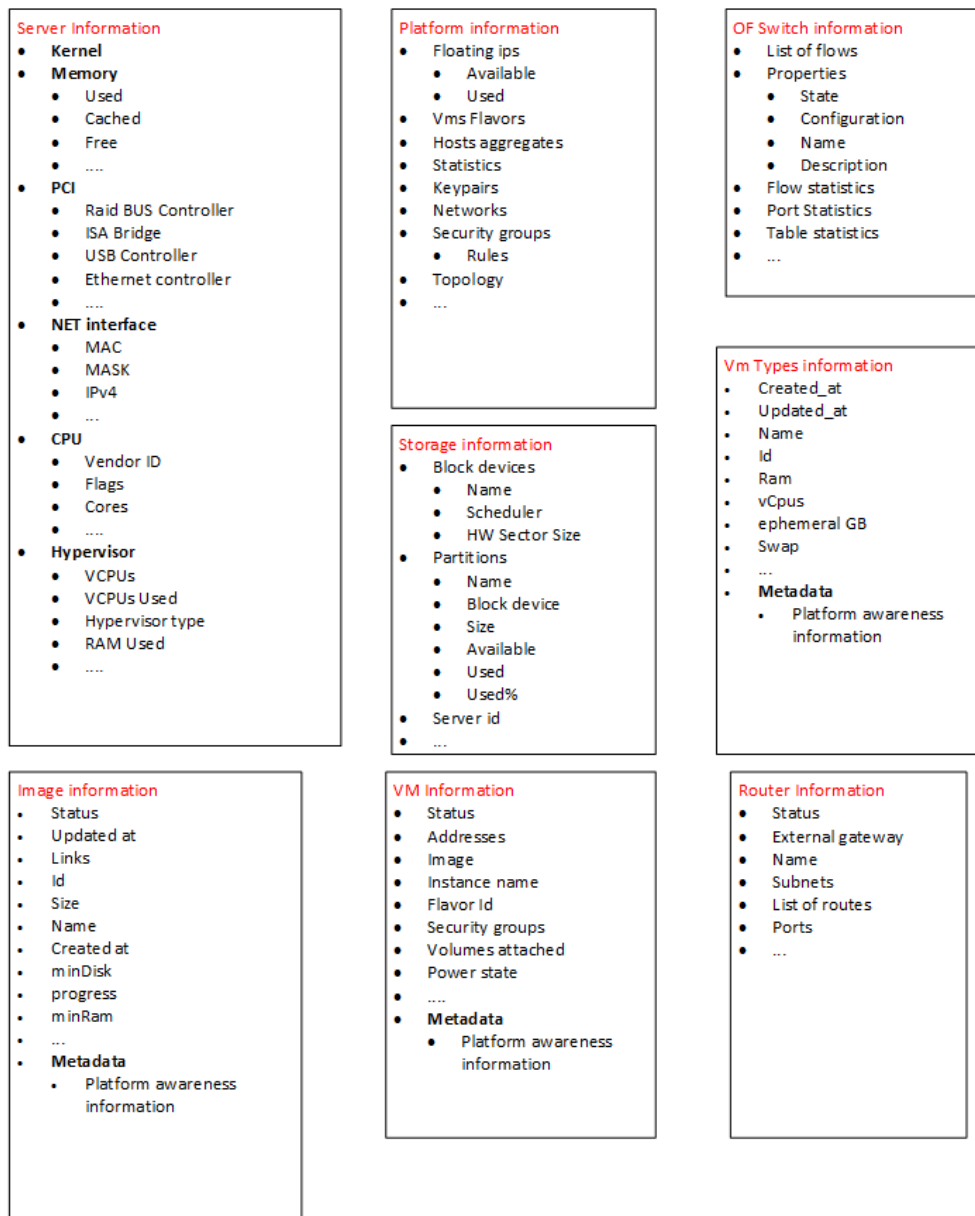 Server Information
● Kernel
● Memory
● Used
● Cached
● Free
● ....
● PCI
● Raid BUS Controller
● ISA Bridge
● USB Controller
● Ethernet controller
● ....
● NET interface
● MAC
● MASK
● IPv4
● ...
● CPU
● Vendor ID
● Flags
● Cores
● ....
● Hypervisor
● VCPUs
● VCPUs Used
● Hypervisor type
● RAM Used
● ....
Platform information
● Floating ips
● Available
● Used
● Vms Flavors
● Hosts aggregates
● Statistics
● Keypairs
● Networks
● Security groups
● Rules
● Topology
● ...
OF Switch information
● List of flows
● Properties
● State
● Configuration
● Name
● Description
● Flow statistics
● Port Statistics
● Table statistics
● ...
Storage information
● Block devices
● Name
● Scheduler
● HW Sector Size
● Partitions
● Name
● Block device
● Size
● Available
● Used
● Used%
● Server id
● ...
Vm Types information
• Created_at
• Updated_at
• Name
• Id
• Ram
• vCpus
• ephemeral GB
• Swap
• ...
• Metadata
• Platform awareness
information
Image information
• Status
• Updated at
• Links
• Id
• Size
• Name
• Created at
• minDisk
• progress
• minRam
• ...
• Metadata
• Platform awareness
information
VM Information
● Status
● Addresses
● Image
● Instance name
● Flavor Id
● Security groups
● Volumes attached
● Power state
● ....
● Metadata
● Platform awareness
information
Router Information
● Status
● External gateway
● Name
● Subnets
● List of routes
● Ports
● ...